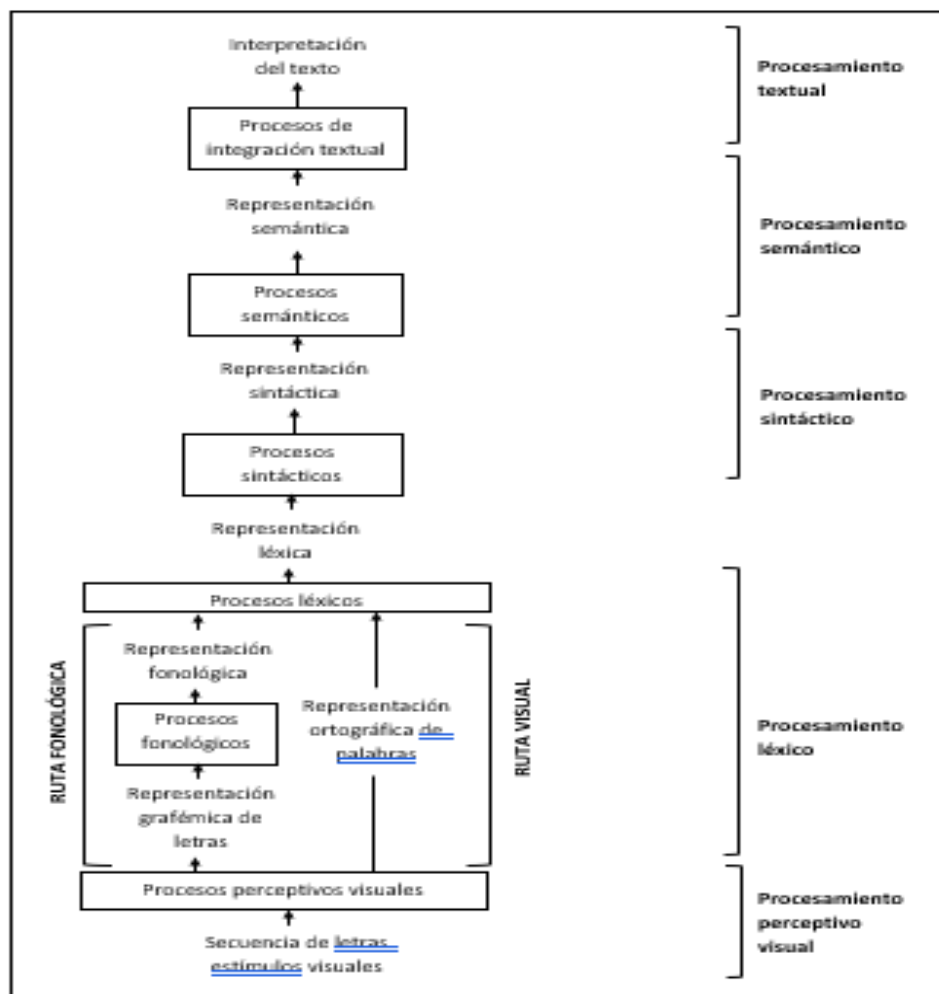 Interpretación
del texto
Procesamiento
textual
Procesos de
integración textual
Representación
semántica
Procesamiento
semántico
Procesos
semánticos
Representación
sintáctica
Procesamiento
sintáctico
Procesos
sintácticos
Representación
léxica
Procesos léxicos
RUTA FONOLÓGICA
Representación
fonológica
Procesos
fonológicos
Representación
grafémica de
letras
Representación
ortográfica de
palabras
RUTA VISUAL
Procesamiento
léxico
Procesos perceptivos visuales
Secuencia de letras
estímulos visuales
Procesamiento
perceptivo
visual